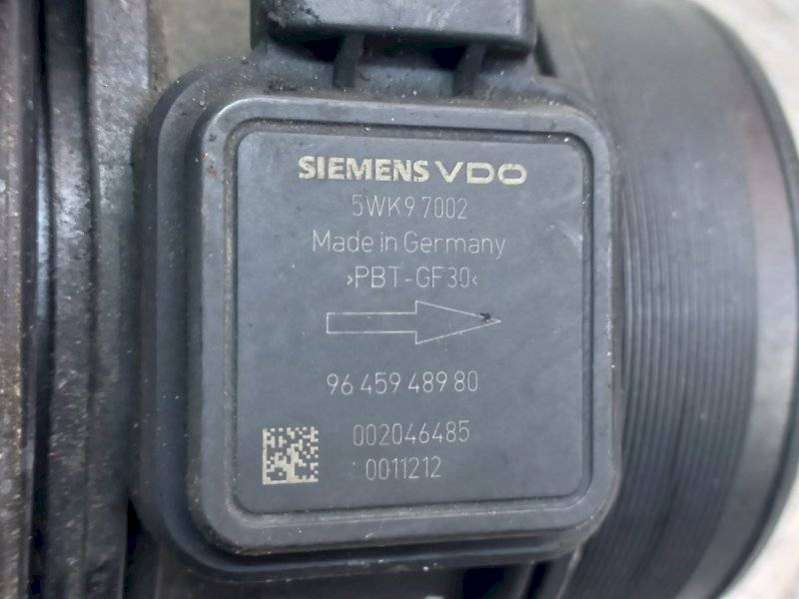 SIEMENS VDO
5WK9 7002
Made in Germany
>PBT-GF30<
96 459 489 80
002046485
0011212